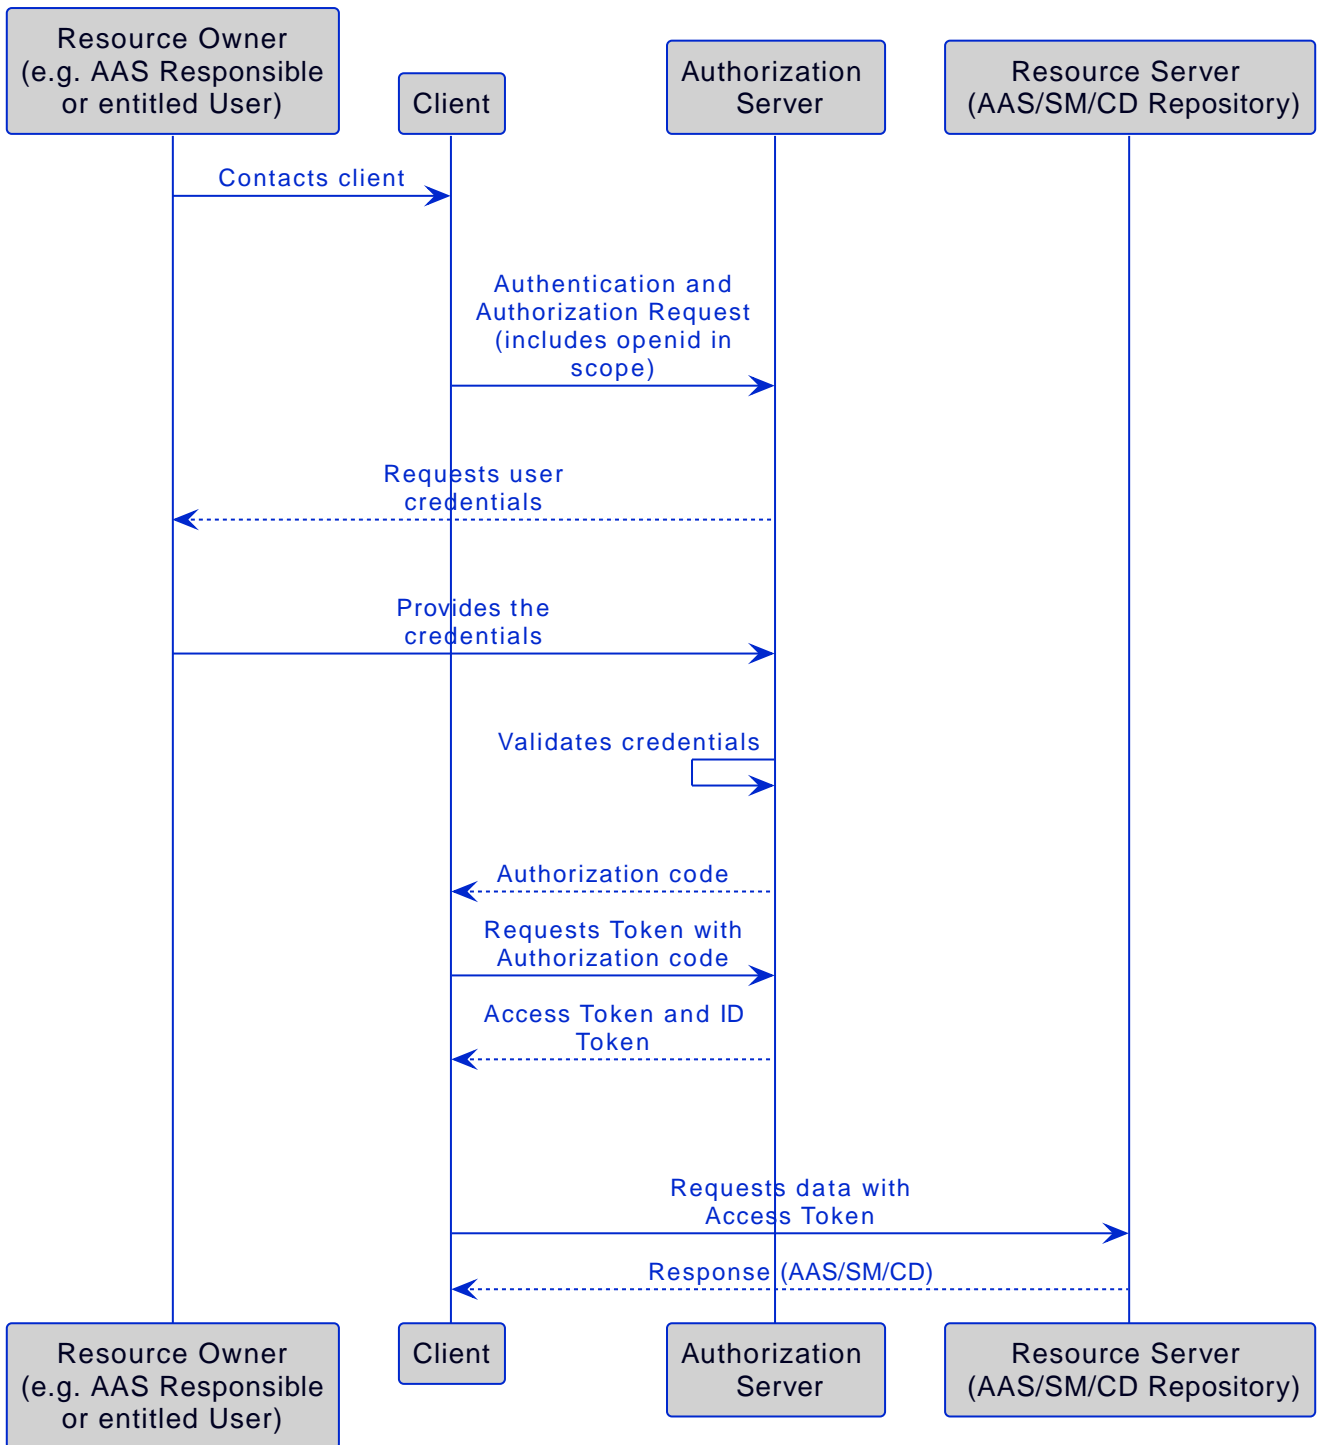 Resource Owner
(e.g. AAS Responsible
or entitled User)
Client
Authorization
Server
Resource Server
(AAS/SM/CD Repository)
Contacts client
Authentication and
Authorization Request
(includes openid in
scope)
Requests user
credentials
Provides the
credentials
Validates credentials
Authorization code
Requests Token with
Authorization code
Access Token and ID
Token
Requests data with
Access Token
Response (AAS/SM/CD)
Resource Owner
(e.g. AAS Responsible
or entitled User)
Client
Authorization
Server
Resource Server
(AAS/SM/CD Repository)